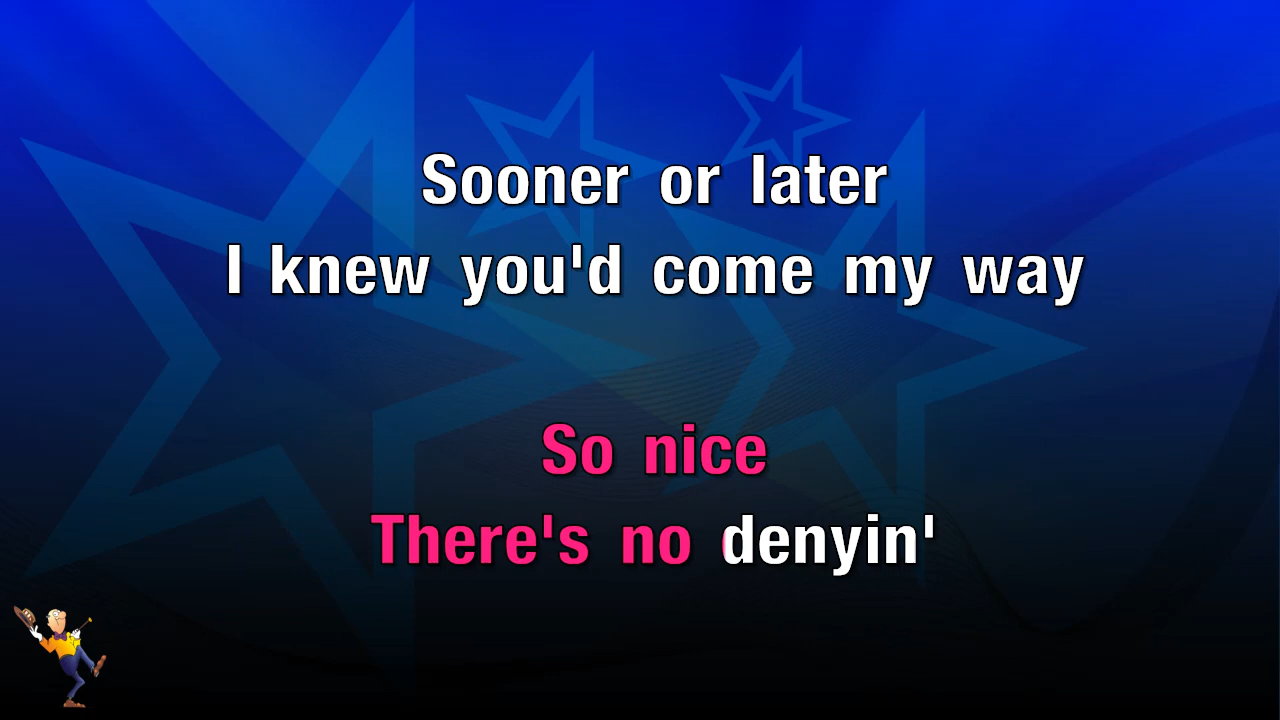 Sooner or later
I knew you'd come my way
So nice
There's no denyin'